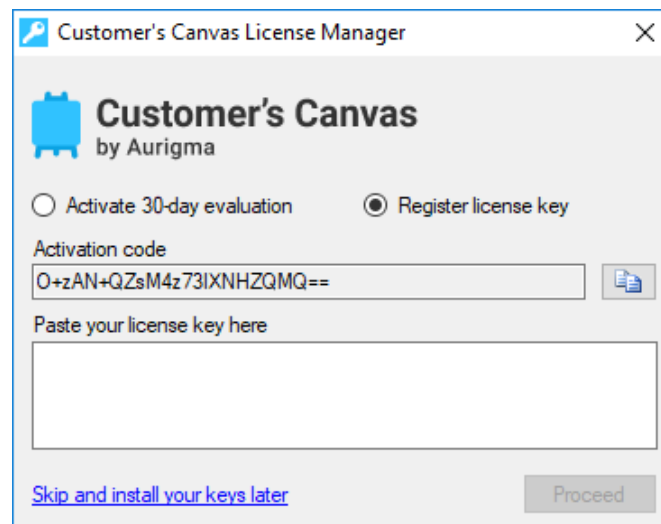 Customer's Canvas License Manager
Customer's Canvas
by Aurigma
Activate 30-day evaluation
Register license key
Activation code
O+zAN+QZsM4z73IXNHZQMQ==
Paste your license key here
Skip and install your keys later
Proceed